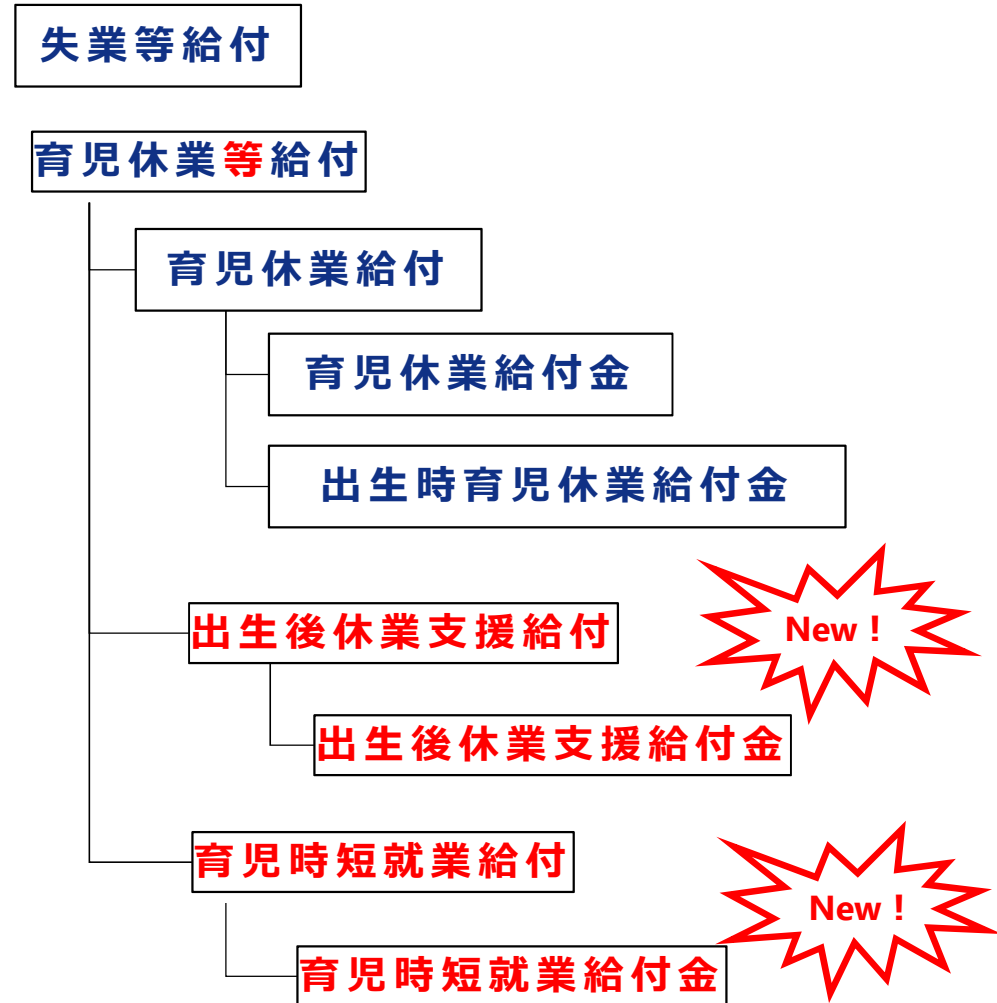 失業等給付
育児休業等給付
育児休業給付
育児休業給付金
出生時育児休業給付金
出生後休業支援給付
New！
出生後休業支援給付金
育児時短就業給付
New！
育児時短就業給付金